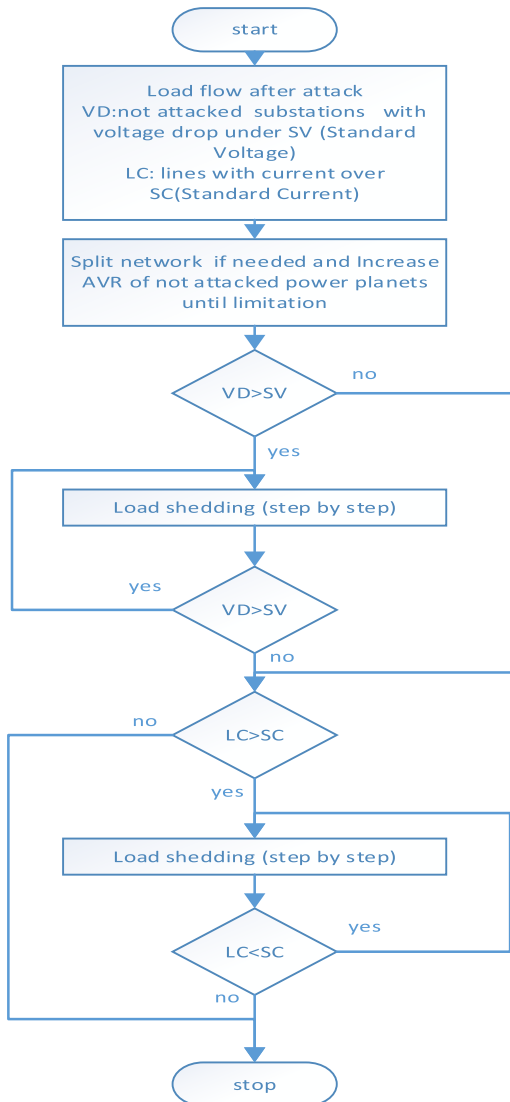 start
Load flow after attack
VD:not attacked substations with
voltage drop under SV (Standard
Voltage)
LC: lines with current over
SC(Standard Current)
Split network if needed and Increase
AVR of not attacked power planets
until limitation
VD>SV
no
yes
Load shedding (step by step)
yes
VD>SV
no
no
LC>SC
yes
Load shedding (step by step)
yes
LC<SC
no
stop